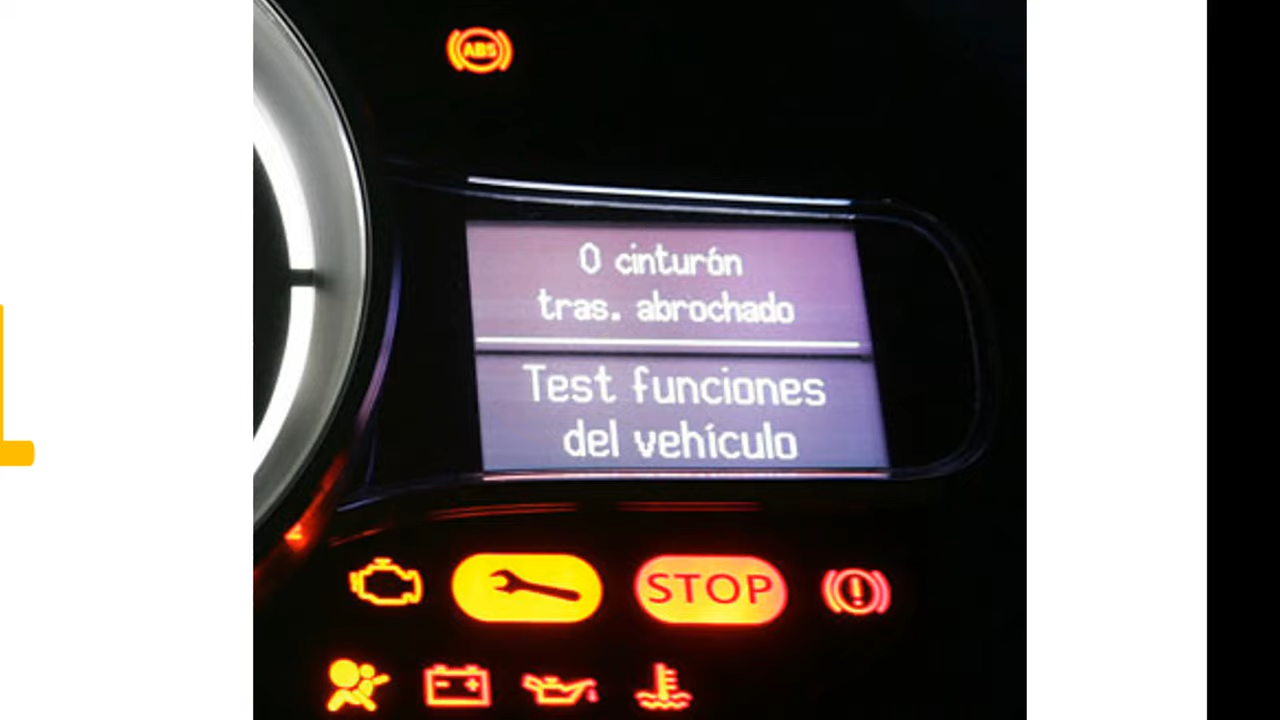 ABS
0 cinturón
tras. abrochado
Test funciones
del vehículo
STOP